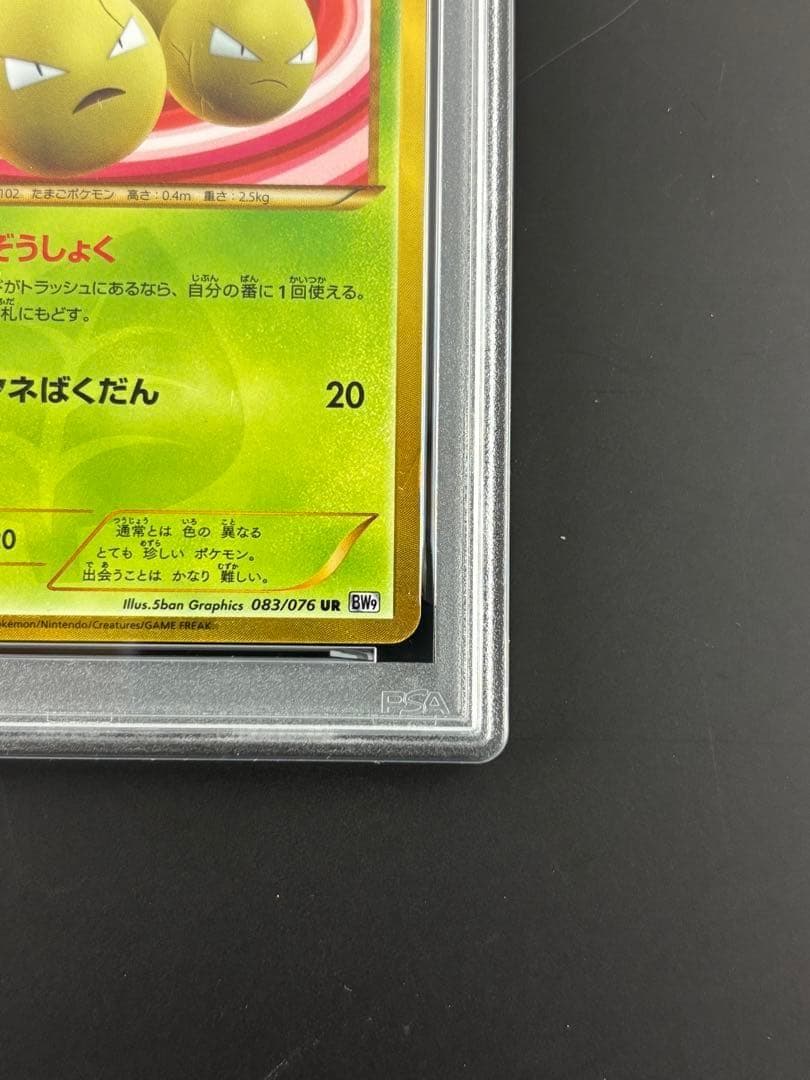 102 たまごポケモン 高さ：0.4m 重さ：2.5kg
ぞうしょく
がトラッシュにあるなら、自分の番に1回使える。
札にもどす。
ネばくだん 20
20
通常とは 色の 異なる
とても 珍しい ポケモン。
出会うことは かなり 難しい。
Illus.5ban Graphics 083/076 UR BW9
okémon/Nintendo/Creatures/GAME FREAK
PSA